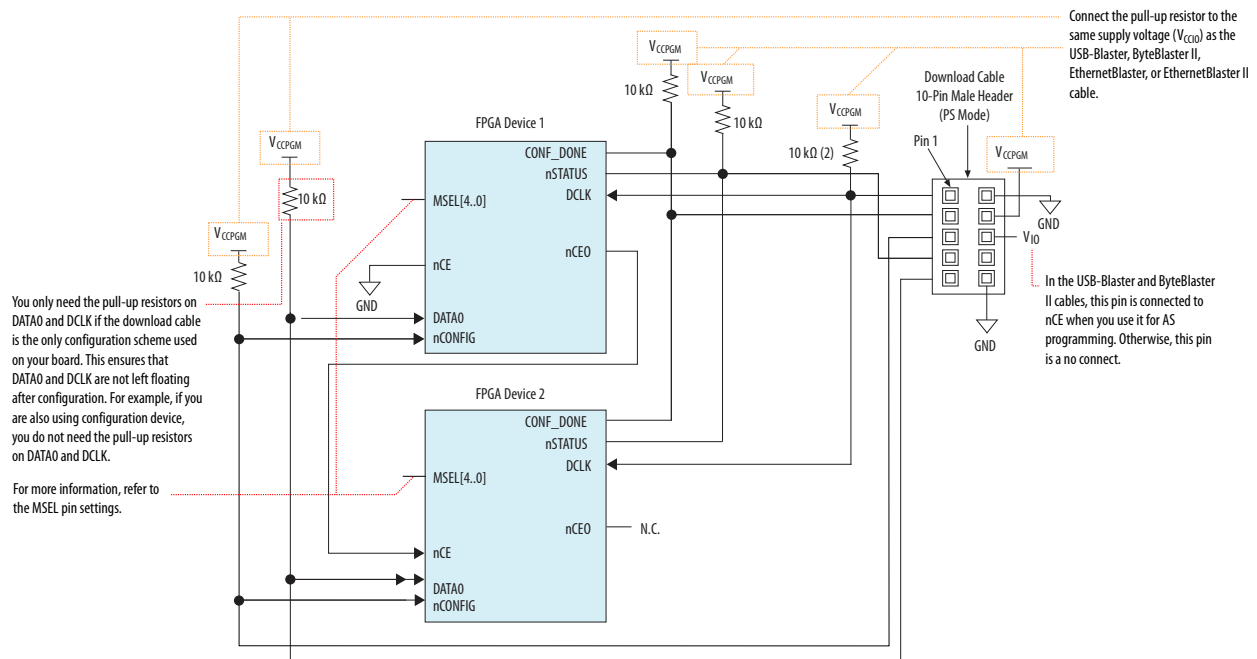 Connect the pull-up resistor to the
same supply voltage (VCCIO) as the
USB-Blaster, ByteBlaster II,
EthernetBlaster, or EthernetBlaster II
cable.
VCCPGM
10 kΩ
VCCPGM
10 kΩ
VCCPGM
10 kΩ (2)
Download Cable
10-Pin Male Header
(PS Mode)
Pin 1
VCCPGM
GND
VIO
GND
In the USB-Blaster and ByteBlaster
II cables, this pin is connected to
nCE when you use it for AS
programming. Otherwise, this pin
is a no connect.
VCCPGM
10 kΩ
VCCPGM
10 kΩ
You only need the pull-up resistors on
DATA0 and DCLK if the download cable
is the only configuration scheme used
on your board. This ensures that
DATA0 and DCLK are not left floating
after configuration. For example, if you
are also using configuration device,
you do not need the pull-up resistors
on DATA0 and DCLK.
For more information, refer to
the MSEL pin settings.
FPGA Device 1
CONF_DONE
nSTATUS
DCLK
MSEL[4..0]
nCEO
nCE
GND
DATA0
nCONFIG
FPGA Device 2
CONF_DONE
nSTATUS
DCLK
MSEL[4..0]
nCEO
N.C.
nCE
DATA0
nCONFIG